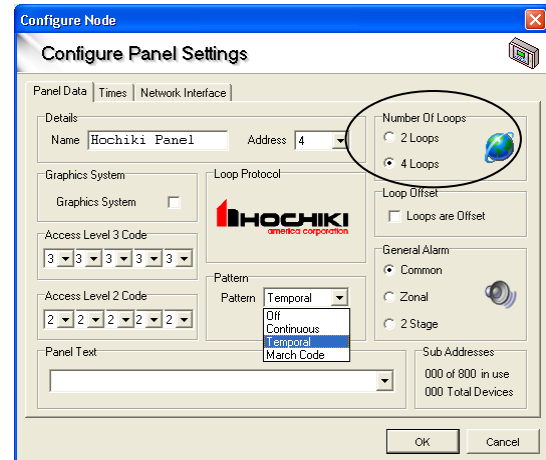 Configure Node
Configure Panel Settings
Panel Data
Times
Network Interface
Details
Name Hochiki Panel
Address 4
Number Of Loops
2 Loops
4 Loops
Graphics System
Graphics System
Loop Protocol
HOCHIKI
america corporation
Loop Offset
Loops are Offset
Access Level 3 Code
3 3 3 3 3
General Alarm
Common
Zonal
2 Stage
Pattern
Pattern Temporal
Off
Continuous
Temporal
March Code
Access Level 2 Code
2 2 2 2 2
Panel Text
Sub Addresses
000 of 800 in use
000 Total Devices
OK
Cancel